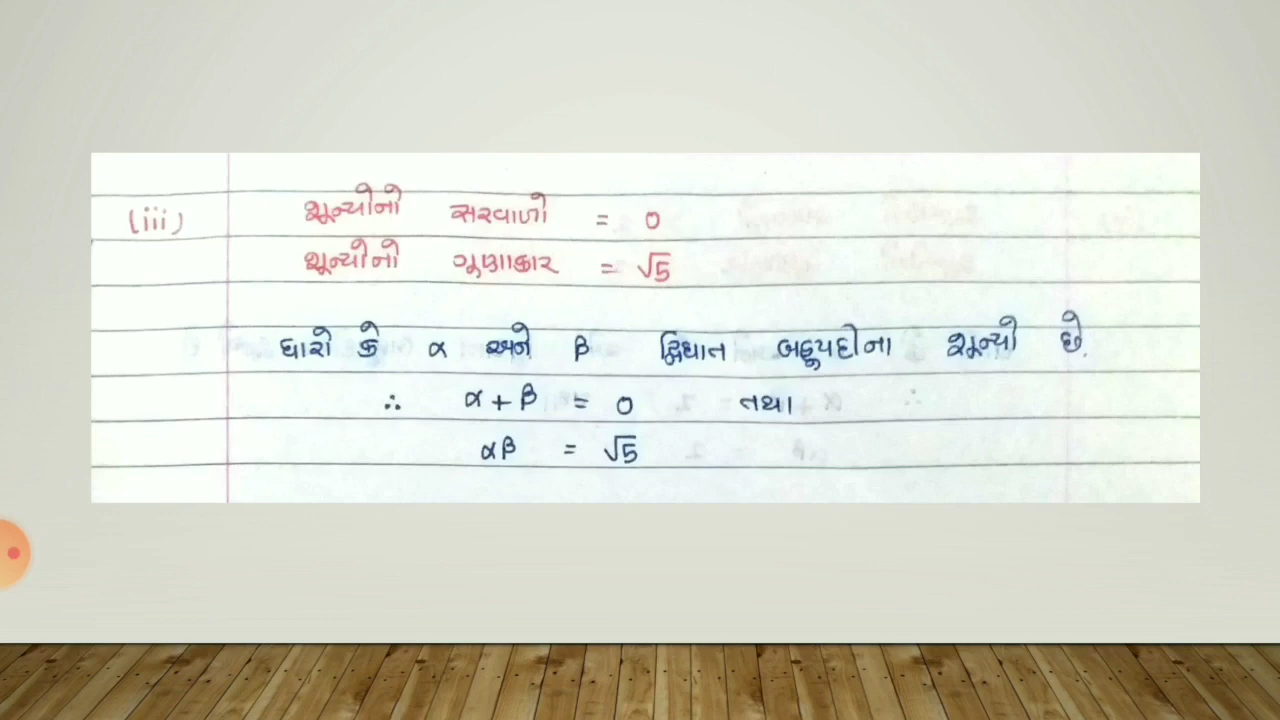 (iii) શૂન્યોનો સરવાળો = 0
શૂન્યોનો ગુણાકાર = √5
ધારો કે α અને β દ્વિઘાત બહુપદીના શૂન્યો છે.
∴ α + β = 0 તથા
αβ = √5